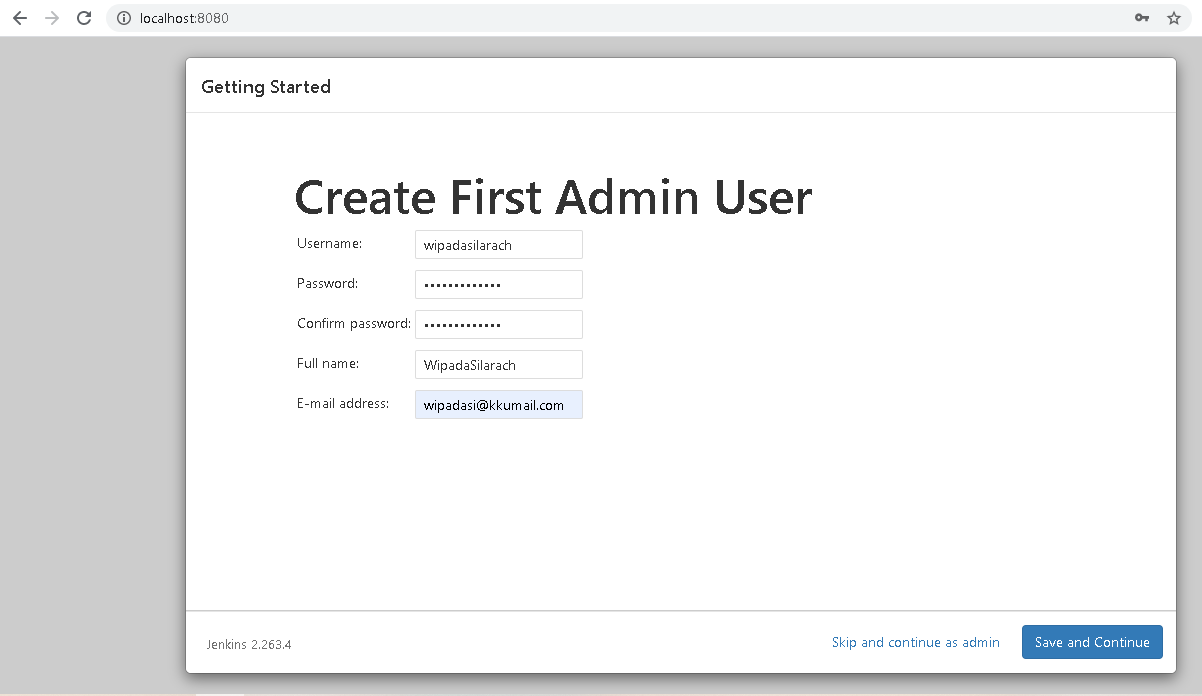 localhost:8080
Getting Started
Create First Admin User
Username: wipadasilarach
Password: •••••••••••••
Confirm password: •••••••••••••
Full name: WipadaSilarach
E-mail address: wipadasi@kkumail.com
Jenkins 2.263.4 Skip and continue as admin Save and Continue